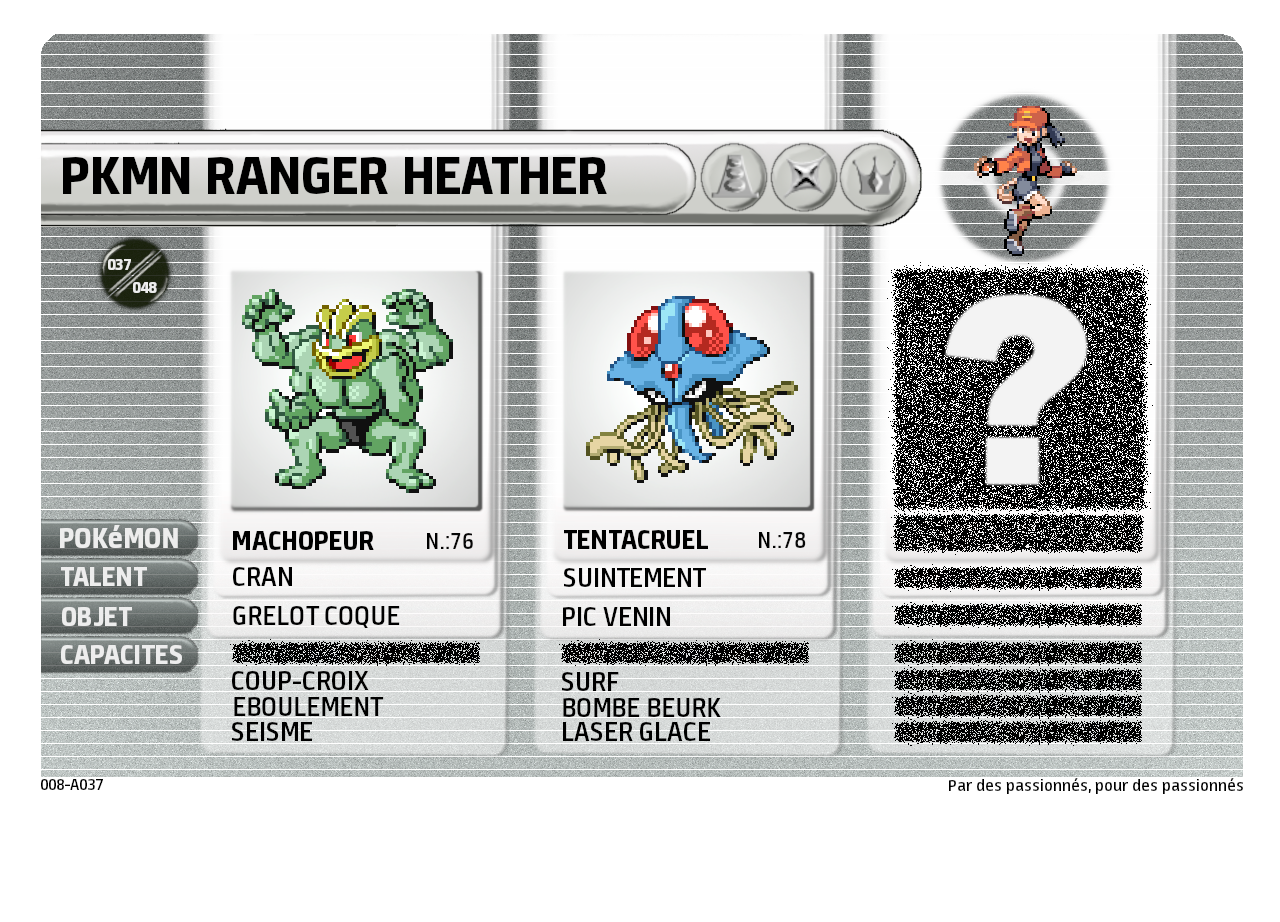 PKMN RANGER HEATHER
037
048
?
POKéMON
MACHOPEUR N.:76
TENTACRUEL N.:78
TALENT
CRAN
SUINTEMENT
OBJET
GRELOT COQUE
PIC VENIN
CAPACITES
COUP-CROIX
EBOULEMENT
SEISME
SURF
BOMBE BEURK
LASER GLACE
008-A037
Par des passionnés, pour des passionnés